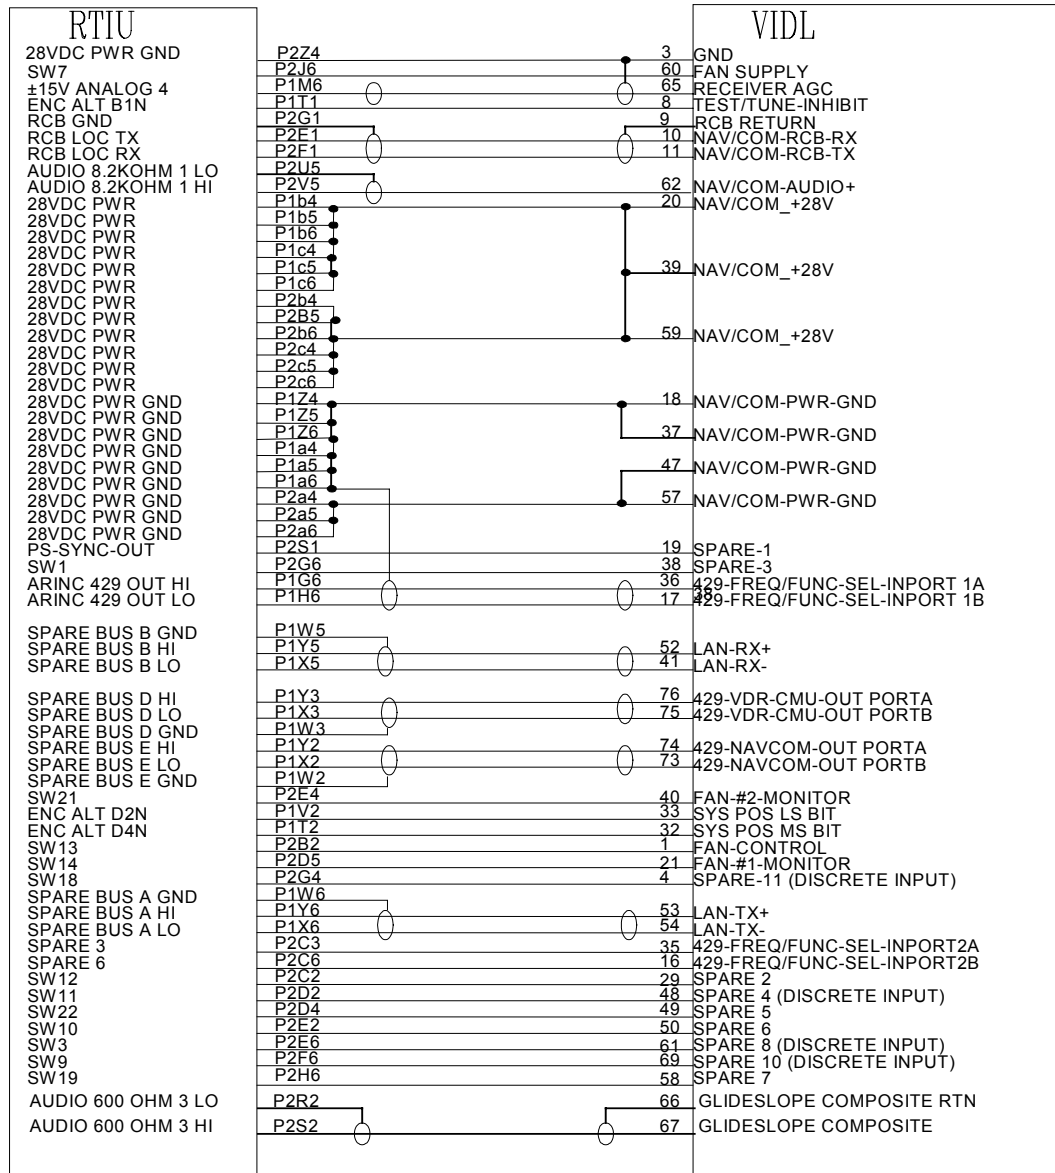 RTIU VIDL
28VDC PWR GND P2Z4 3 GND
SW7 P2J6 60 FAN SUPPLY
±15V ANALOG 4 P1M6 65 RECEIVER AGC
ENC ALT B1N P1T1 8 TEST/TUNE-INHIBIT
RCB GND P2G1 9 RCB RETURN
RCB LOC TX P2E1 10 NAV/COM-RCB-RX
RCB LOC RX P2F1 11 NAV/COM-RCB-TX
AUDIO 8.2KOHM 1 LO P2U5
AUDIO 8.2KOHM 1 HI P2V5 62 NAV/COM-AUDIO+
28VDC PWR P1b4 20 NAV/COM_+28V
28VDC PWR P1b5
28VDC PWR P1b6
28VDC PWR P1c4
28VDC PWR P1c5 39 NAV/COM_+28V
28VDC PWR P1c6
28VDC PWR P2b4
28VDC PWR P2B5
28VDC PWR P2b6 59 NAV/COM_+28V
28VDC PWR P2c4
28VDC PWR P2c5
28VDC PWR P2c6
28VDC PWR GND P1Z4 18 NAV/COM-PWR-GND
28VDC PWR GND P1Z5
28VDC PWR GND P1Z6 37 NAV/COM-PWR-GND
28VDC PWR GND P1a4
28VDC PWR GND P1a5 47 NAV/COM-PWR-GND
28VDC PWR GND P1a6
28VDC PWR GND P2a4 57 NAV/COM-PWR-GND
28VDC PWR GND P2a5
28VDC PWR GND P2a6
PS-SYNC-OUT P2S1 19 SPARE-1
SW1 P2G6 38 SPARE-3
ARINC 429 OUT HI P1G6 36 429-FREQ/FUNC-SEL-INPORT 1A
38
ARINC 429 OUT LO P1H6 17 429-FREQ/FUNC-SEL-INPORT 1B
SPARE BUS B GND P1W5
SPARE BUS B HI P1Y5 52 LAN-RX+
SPARE BUS B LO P1X5 41 LAN-RX-
SPARE BUS D HI P1Y3 76 429-VDR-CMU-OUT PORTA
SPARE BUS D LO P1X3 75 429-VDR-CMU-OUT PORTB
SPARE BUS D GND P1W3
SPARE BUS E HI P1Y2 74 429-NAVCOM-OUT PORTA
SPARE BUS E LO P1X2 73 429-NAVCOM-OUT PORTB
SPARE BUS E GND P1W2
SW21 P2E4 40 FAN-#2-MONITOR
ENC ALT D2N P1V2 33 SYS POS LS BIT
ENC ALT D4N P1T2 32 SYS POS MS BIT
SW13 P2B2 1 FAN-CONTROL
SW14 P2D5 21 FAN-#1-MONITOR
SW18 P2G4 4 SPARE-11 (DISCRETE INPUT)
SPARE BUS A GND P1W6
SPARE BUS A HI P1Y6 53 LAN-TX+
SPARE BUS A LO P1X6 54 LAN-TX-
SPARE 3 P2C3 35 429-FREQ/FUNC-SEL-INPORT2A
SPARE 6 P2C6 16 429-FREQ/FUNC-SEL-INPORT2B
SW12 P2C2 29 SPARE 2
SW11 P2D2 48 SPARE 4 (DISCRETE INPUT)
SW22 P2D4 49 SPARE 5
SW10 P2E2 50 SPARE 6
SW3 P2E6 61 SPARE 8 (DISCRETE INPUT)
SW9 P2F6 69 SPARE 10 (DISCRETE INPUT)
SW19 P2H6 58 SPARE 7
AUDIO 600 OHM 3 LO P2R2 66 GLIDESLOPE COMPOSITE RTN
AUDIO 600 OHM 3 HI P2S2 67 GLIDESLOPE COMPOSITE